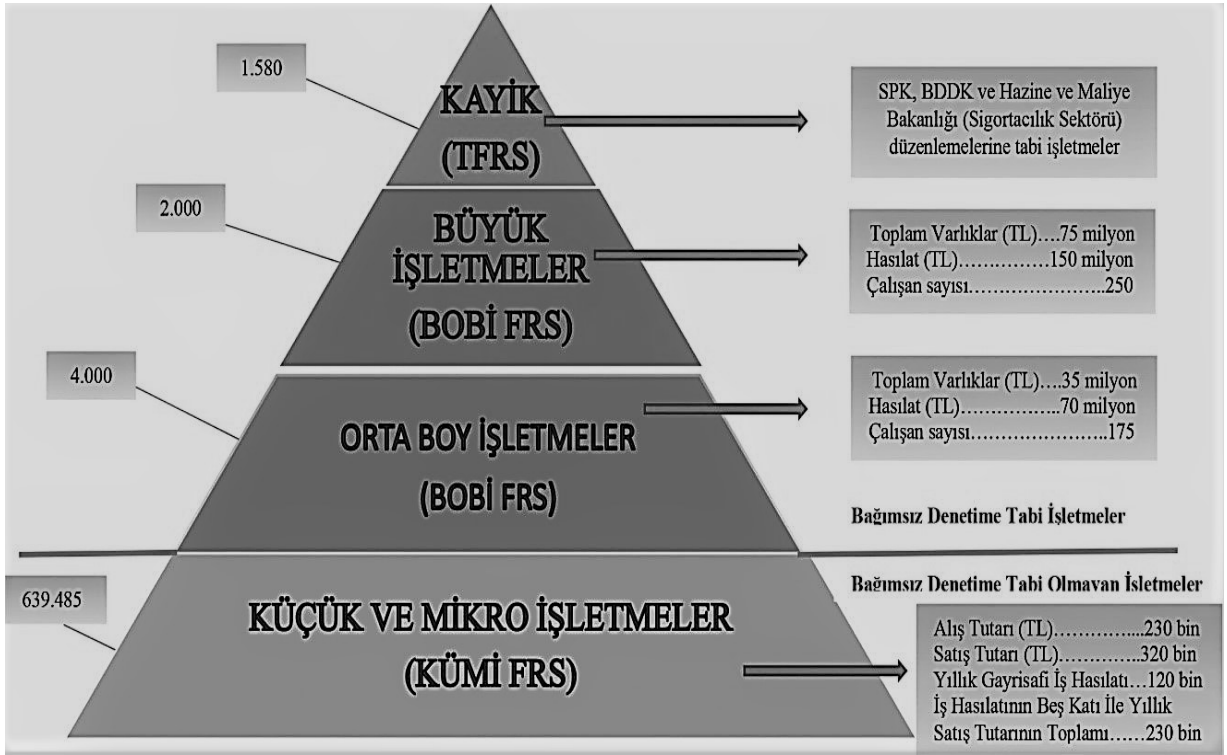 1.580
KAYİK
(TFRS)
SPK, BDDK ve Hazine ve Maliye
Bakanlığı (Sigortacılık Sektörü)
düzenlemelerine tabi işletmeler
2.000
BÜYÜK
İŞLETMELER
(BOBİ FRS)
Toplam Varlıklar (TL)….75 milyon
Hasılat (TL)……………150 milyon
Çalışan sayısı…………………..250
4.000
ORTA BOY İŞLETMELER
(BOBİ FRS)
Toplam Varlıklar (TL)….35 milyon
Hasılat (TL)……………..70 milyon
Çalışan sayısı…………………..175
Bağımsız Denetime Tabi İşletmeler
Bağımsız Denetime Tabi Olmavan İşletmeler
639.485
KÜÇÜK VE MİKRO İŞLETMELER
(KÜMİ FRS)
Alış Tutarı (TL)…………....230 bin
Satış Tutarı (TL)…………..320 bin
Yıllık Gayrisafi İş Hasılatı…120 bin
İş Hasılatının Beş Katı İle Yıllık
Satış Tutarının Toplamı……230 bin